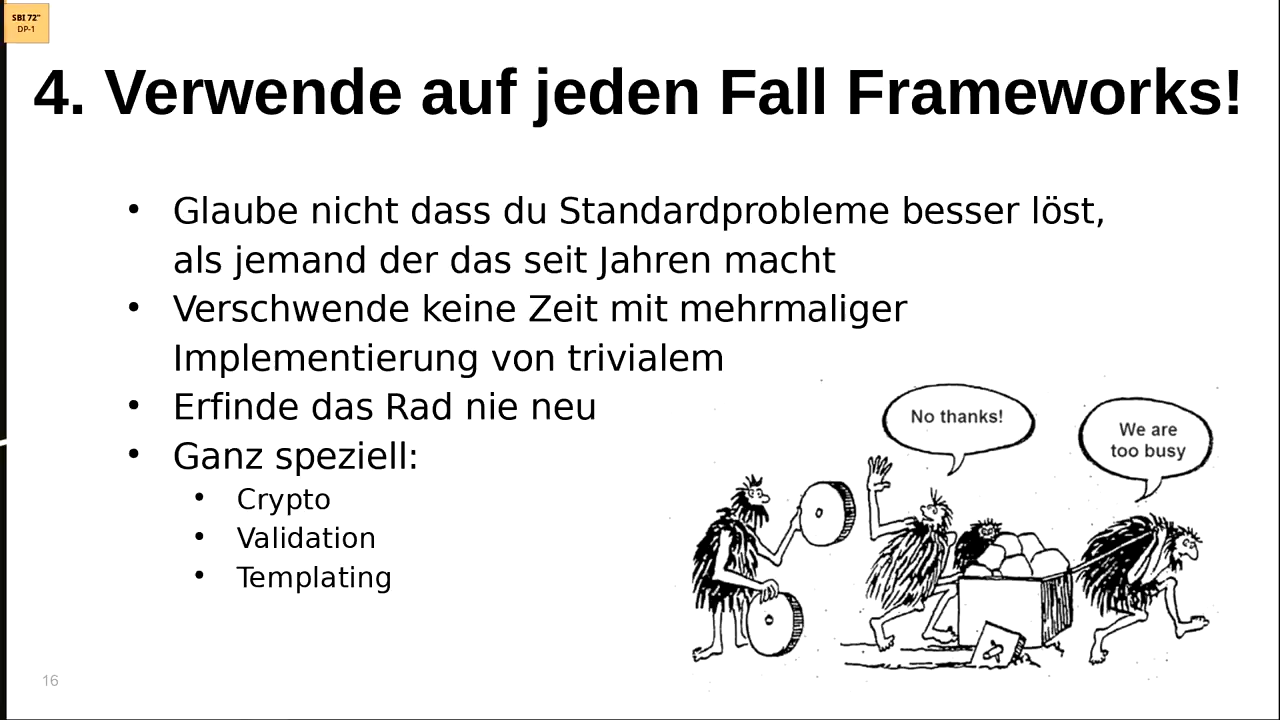 SBI 72"
DP-1
4. Verwende auf jeden Fall Frameworks!
• Glaube nicht dass du Standardprobleme besser löst,
als jemand der das seit Jahren macht
• Verschwende keine Zeit mit mehrmaliger
Implementierung von trivialem
• Erfinde das Rad nie neu
• Ganz speziell:
• Crypto
• Validation
• Templating
No thanks!
We are
too busy
16